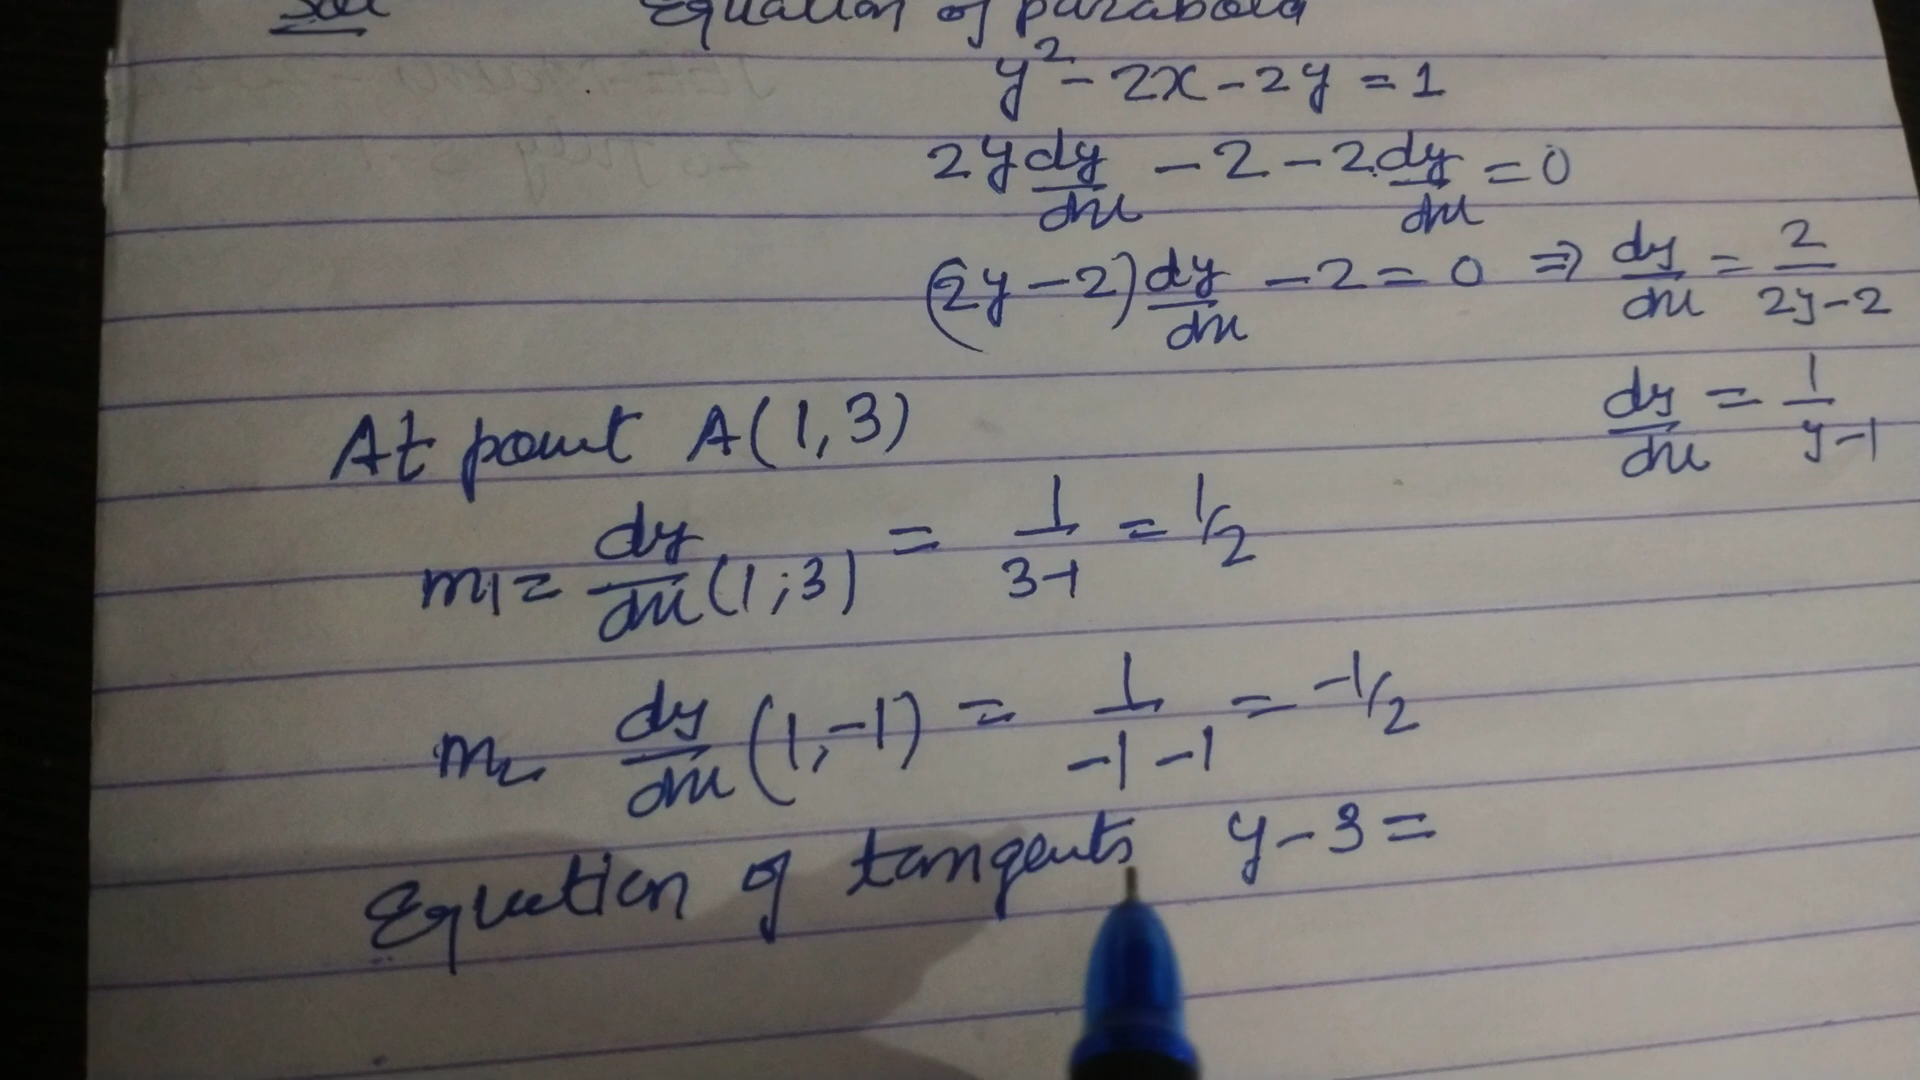 Sol Equation of parabola
y² - 2x - 2y = 1
2y dy/dx - 2 - 2 dy/dx = 0
(2y - 2) dy/dx - 2 = 0 ⇒ dy/dx = 2/(2y-2)
dy/dx = 1/(y-1)
At point A(1,3)
m1 = dy/dx (1,3) = 1/(3-1) = 1/2
m2 dy/dx (1,-1) = 1/(-1-1) = -1/2
Equation of tangents y - 3 =